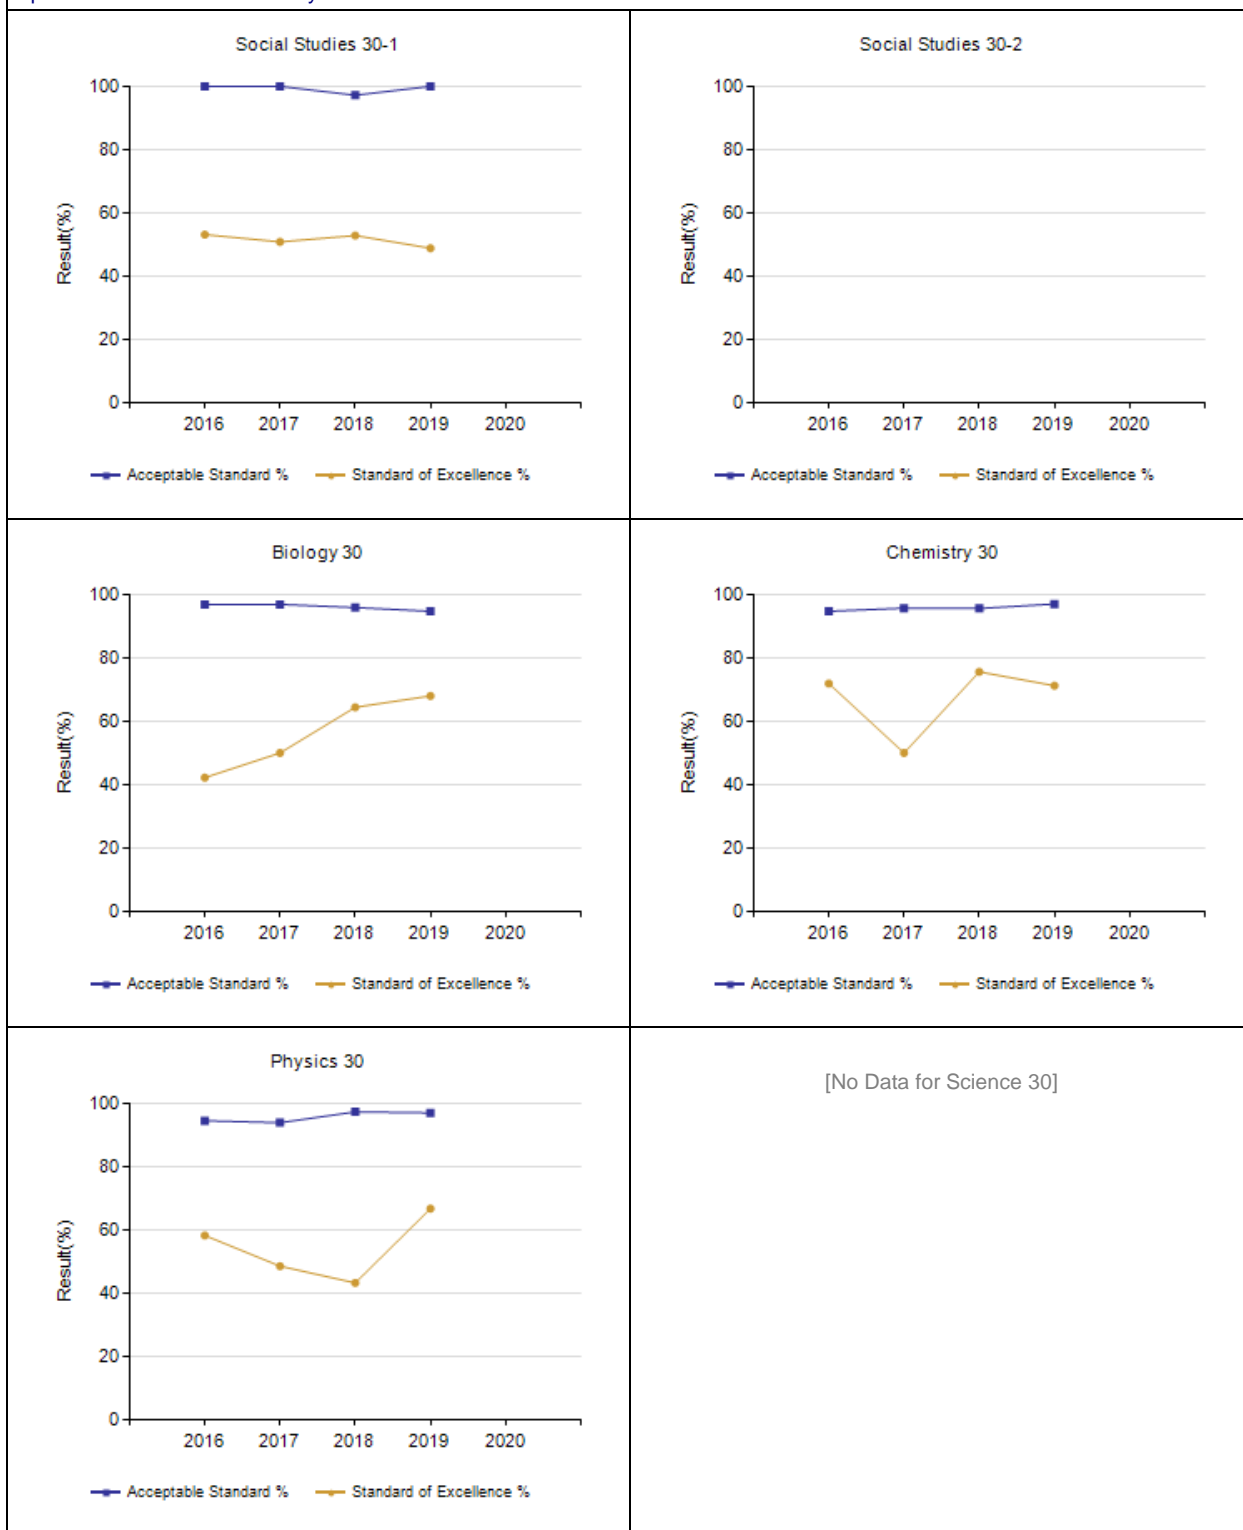 Social Studies 30-1
100
80
60
40
20
0
Result(%)
2016 2017 2018 2019 2020
Acceptable Standard % Standard of Excellence %
Social Studies 30-2
100
80
60
40
20
0
Result(%)
2016 2017 2018 2019 2020
Acceptable Standard % Standard of Excellence %
Biology 30
100
80
60
40
20
0
Result(%)
2016 2017 2018 2019 2020
Acceptable Standard % Standard of Excellence %
Chemistry 30
100
80
60
40
20
0
Result(%)
2016 2017 2018 2019 2020
Acceptable Standard % Standard of Excellence %
Physics 30
100
80
60
40
20
0
Result(%)
2016 2017 2018 2019 2020
Acceptable Standard % Standard of Excellence %
[No Data for Science 30]